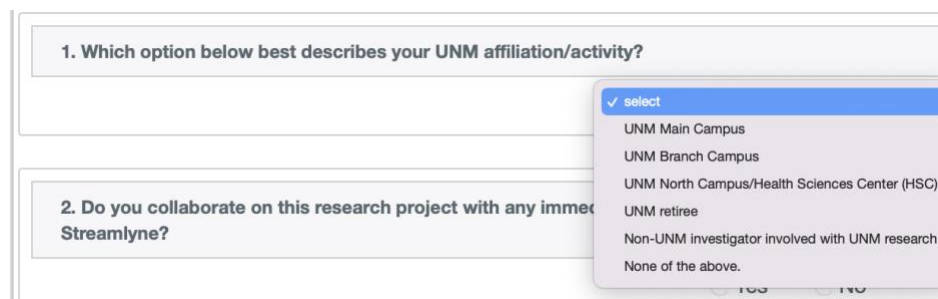 1. Which option below best describes your UNM affiliation/activity?
✓ select
UNM Main Campus
UNM Branch Campus
UNM North Campus/Health Sciences Center (HSC)
UNM retiree
Non-UNM investigator involved with UNM research
None of the above.
2. Do you collaborate on this research project with any
Streamlyne?